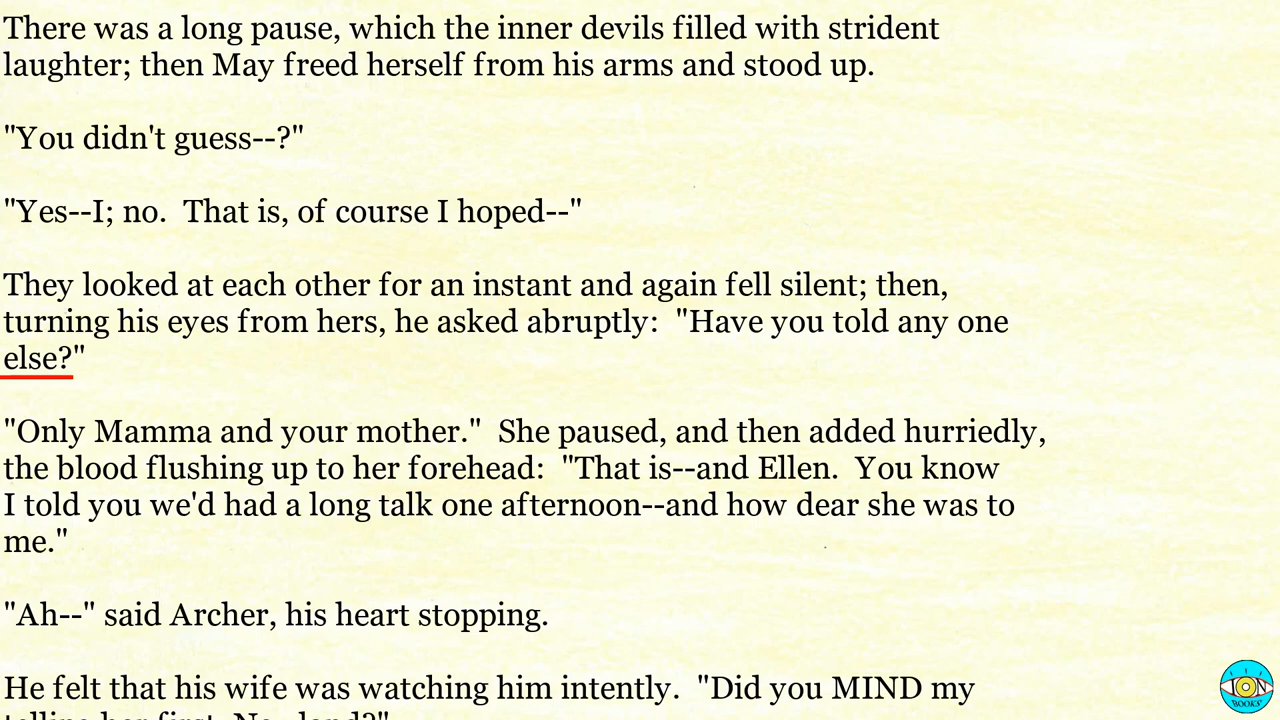 There was a long pause, which the inner devils filled with strident
laughter; then May freed herself from his arms and stood up.
"You didn't guess--?"
"Yes--I; no.  That is, of course I hoped--"
They looked at each other for an instant and again fell silent; then,
turning his eyes from hers, he asked abruptly:  "Have you told any one
else?"
"Only Mamma and your mother."  She paused, and then added hurriedly,
the blood flushing up to her forehead:  "That is--and Ellen.  You know
I told you we'd had a long talk one afternoon--and how dear she was to
me."
"Ah--" said Archer, his heart stopping.
He felt that his wife was watching him intently.  "Did you MIND my
telling her first, Newland?"
ION
BOOKS